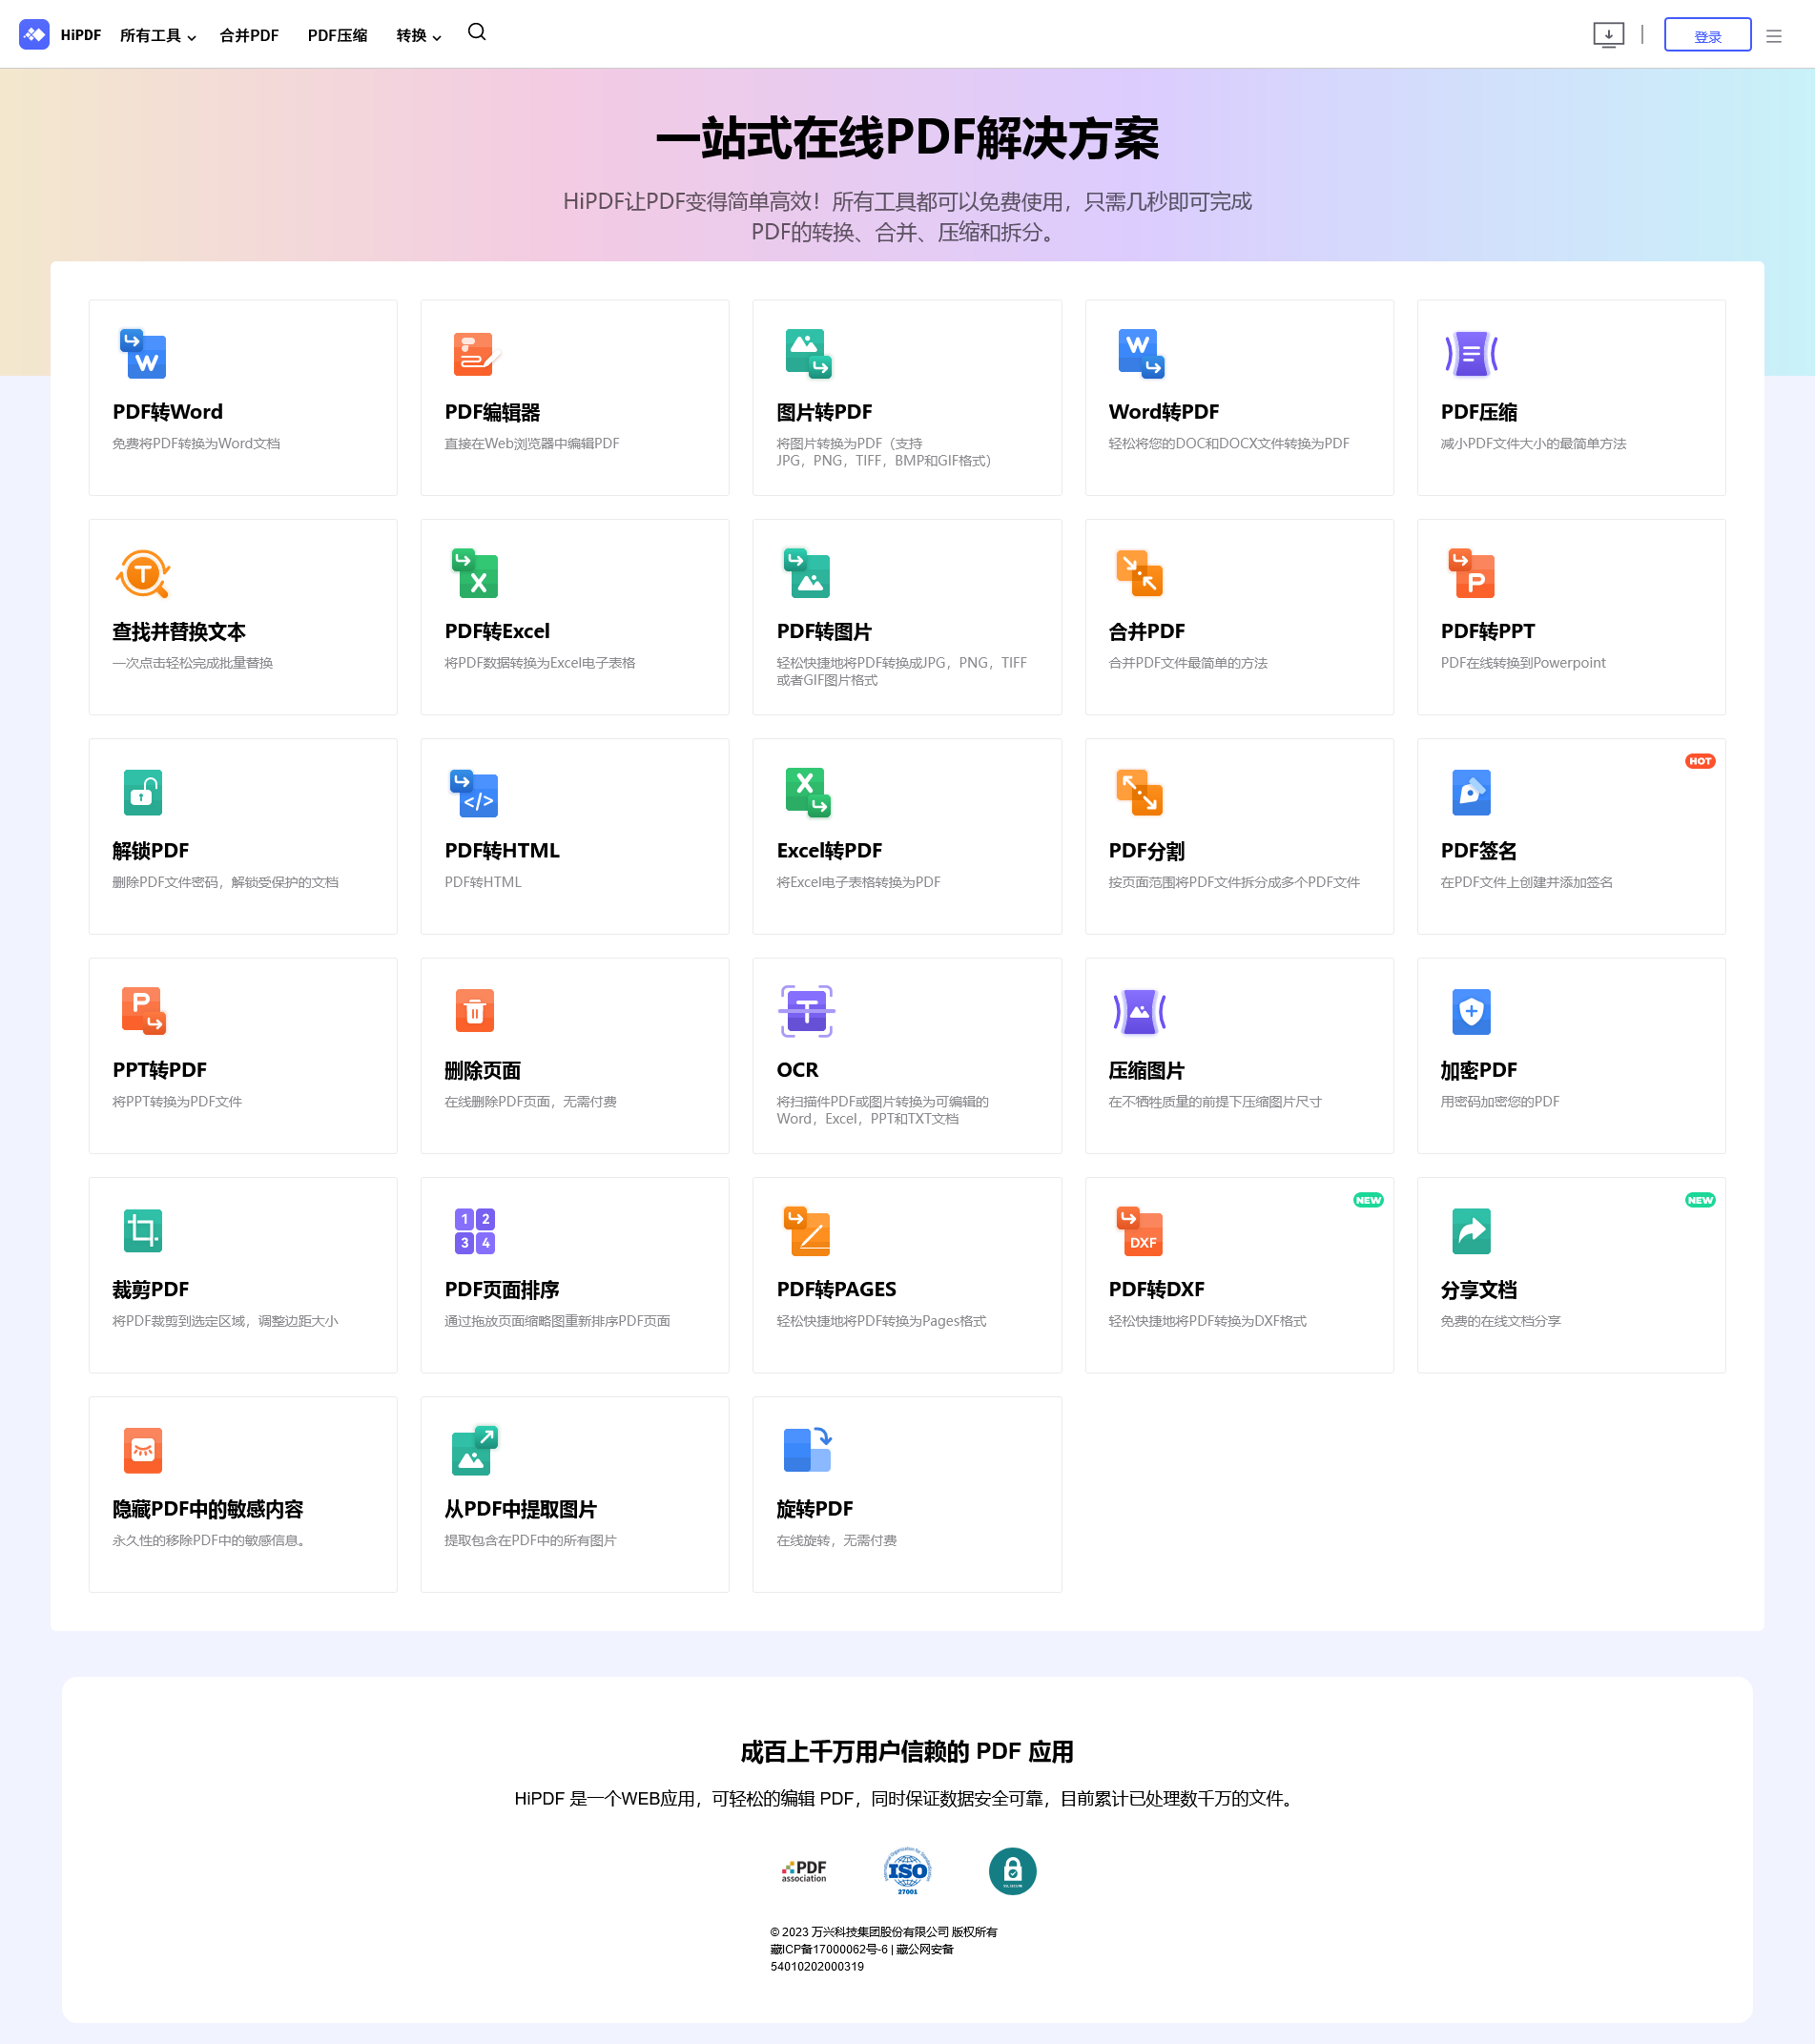 HiPDF 所有工具 合并PDF PDF压缩 转换 登录
一站式在线PDF解决方案
HiPDF让PDF变得简单高效！所有工具都可以免费使用，只需几秒即可完成
PDF的转换、合并、压缩和拆分。
W
PDF转Word
免费将PDF转换为Word文档
PDF编辑器
直接在Web浏览器中编辑PDF
图片转PDF
将图片转换为PDF（支持
JPG，PNG，TIFF，BMP和GIF格式）
W
Word转PDF
轻松将您的DOC和DOCX文件转换为PDF
PDF压缩
减小PDF文件大小的最简单方法
T
查找并替换文本
一次点击轻松完成批量替换
X
PDF转Excel
将PDF数据转换为Excel电子表格
PDF转图片
轻松快捷地将PDF转换成JPG，PNG，TIFF
或者GIF图片格式
合并PDF
合并PDF文件最简单的方法
P
PDF转PPT
PDF在线转换到Powerpoint
解锁PDF
删除PDF文件密码，解锁受保护的文档
</>
PDF转HTML
PDF转HTML
X
Excel转PDF
将Excel电子表格转换为PDF
PDF分割
按页面范围将PDF文件拆分成多个PDF文件
HOT
PDF签名
在PDF文件上创建并添加签名
P
PPT转PDF
将PPT转换为PDF文件
删除页面
在线删除PDF页面，无需付费
T
OCR
将扫描件PDF或图片转换为可编辑的
Word，Excel，PPT和TXT文档
压缩图片
在不牺牲质量的前提下压缩图片尺寸
加密PDF
用密码加密您的PDF
裁剪PDF
将PDF裁剪到选定区域，调整边距大小
1 2
3 4
PDF页面排序
通过拖放页面缩略图重新排序PDF页面
PDF转PAGES
轻松快捷地将PDF转换为Pages格式
NEW
DXF
PDF转DXF
轻松快捷地将PDF转换为DXF格式
NEW
分享文档
免费的在线文档分享
隐藏PDF中的敏感内容
永久性的移除PDF中的敏感信息。
从PDF中提取图片
提取包含在PDF中的所有图片
旋转PDF
在线旋转，无需付费
成百上千万用户信赖的 PDF 应用
HiPDF 是一个WEB应用，可轻松的编辑 PDF，同时保证数据安全可靠，目前累计已处理数千万的文件。
PDF
association
International Organization for Standardization
ISO
27001
© 2023 万兴科技集团股份有限公司 版权所有
藏ICP备17000062号-6 | 藏公网安备
54010202000319